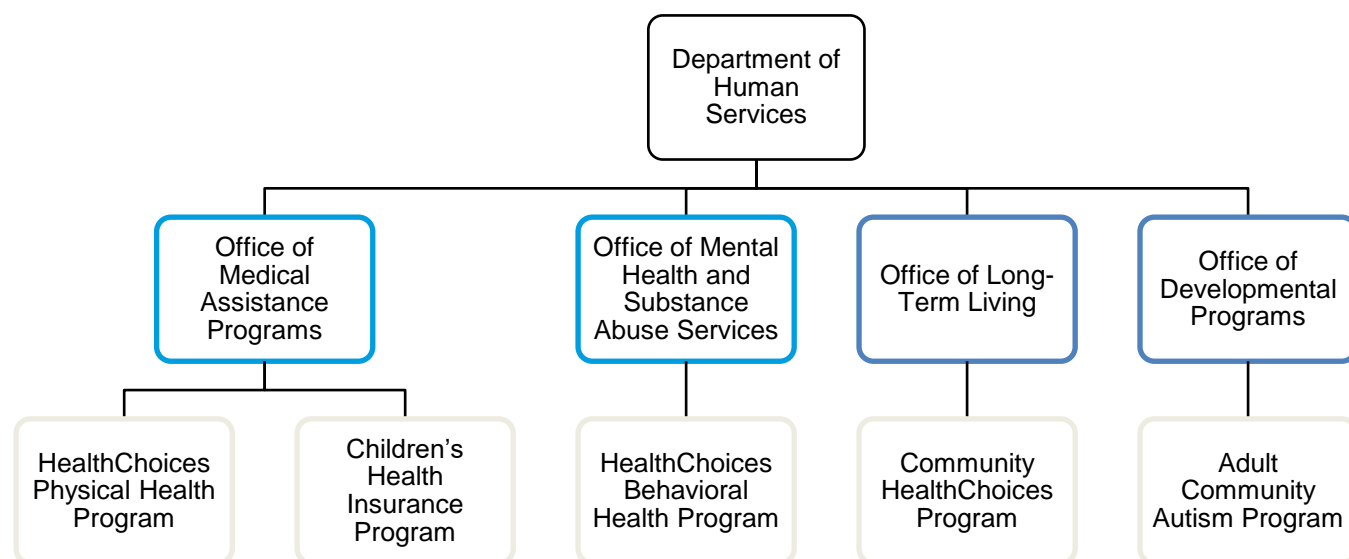 Department of
Human
Services
Office of
Medical
Assistance
Programs
Office of Mental
Health and
Substance
Abuse Services
Office of Long-
Term Living
Office of
Developmental
Programs
HealthChoices
Physical Health
Program
Children’s
Health
Insurance
Program
HealthChoices
Behavioral
Health Program
Community
HealthChoices
Program
Adult
Community
Autism Program